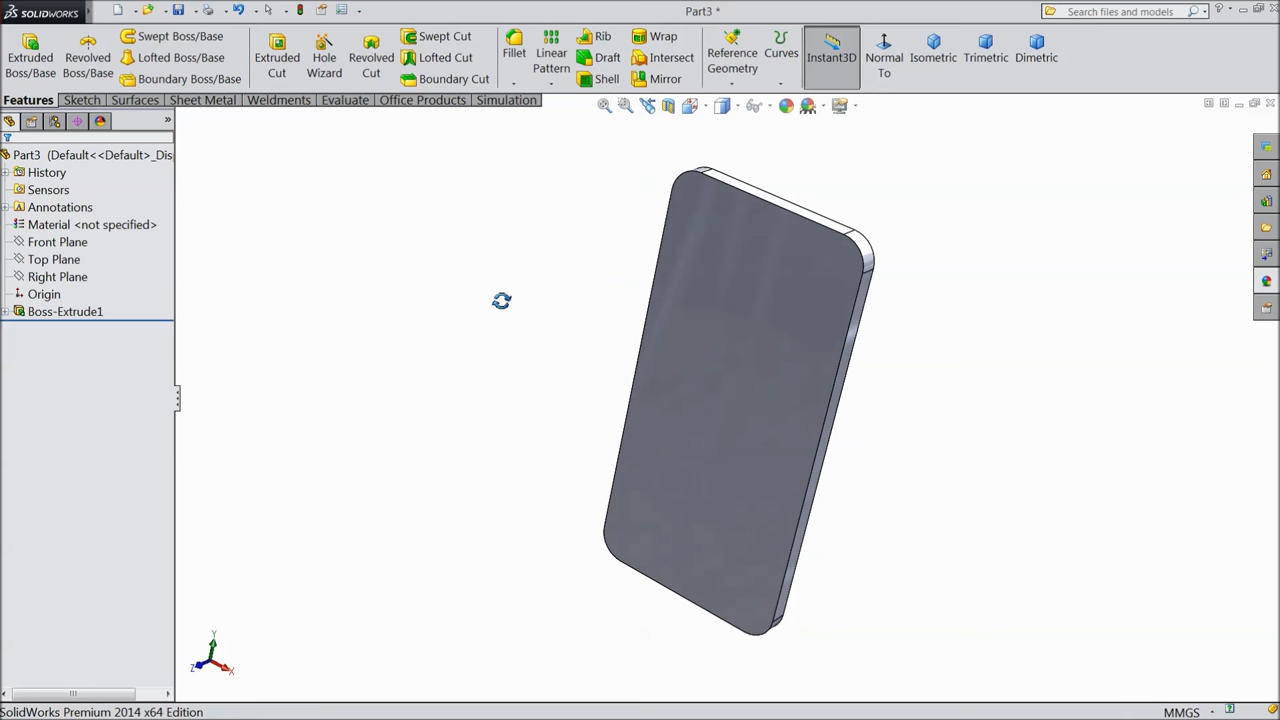 SOLIDWORKS
Part3 *
Search files and models
Extruded Boss/Base
Revolved Boss/Base
Swept Boss/Base
Lofted Boss/Base
Boundary Boss/Base
Extruded Cut
Hole Wizard
Revolved Cut
Swept Cut
Lofted Cut
Boundary Cut
Fillet
Linear Pattern
Rib
Draft
Shell
Wrap
Intersect
Mirror
Reference Geometry
Curves
Instant3D
Normal To
Isometric
Trimetric
Dimetric
Features Sketch Surfaces Sheet Metal Weldments Evaluate Office Products Simulation
Part3 (Default<<Default>_Dis
History
Sensors
Annotations
Material <not specified>
Front Plane
Top Plane
Right Plane
Origin
Boss-Extrude1
Y
Z
X
SolidWorks Premium 2014 x64 Edition
MMGS